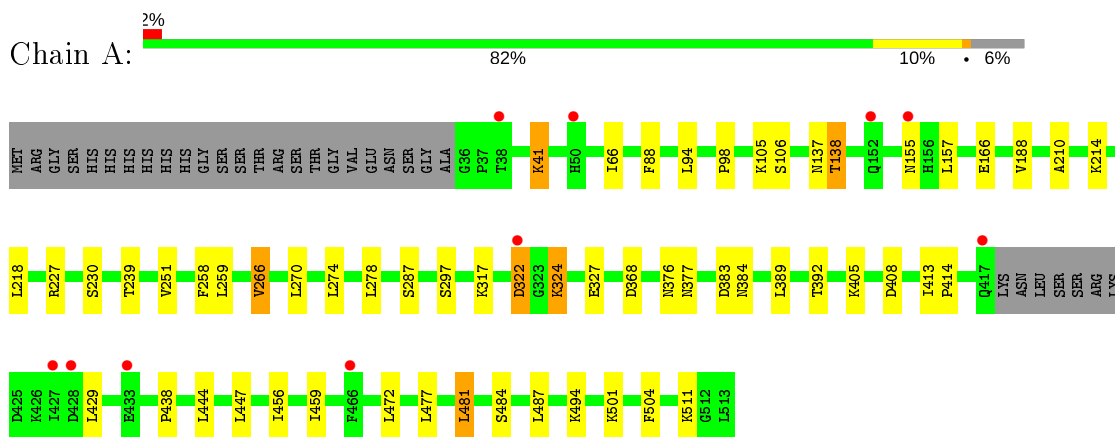 2%
Chain A:
82% 10% • 6%
MET ARG GLY SER HIS HIS HIS HIS HIS HIS GLY SER SER THR ARG SER THR GLY VAL GLU ASN SER GLY ALA G36 P37 T38 K41 H50 I66 F88 L94 P98 K105 S106 N137 T138 Q152 N155 H156 L157 E166 V188 A210 K214
L218 R227 S230 T239 V251 F258 L259 V266 L270 L274 L278 S287 S297 K317 D322 G323 K324 E327 D368 N376 N377 D383 N384 L389 T392 K405 D408 I413 P414 Q417 LYS ASN LEU SER SER ARG LYS
D425 K426 I427 D428 L429 E433 P438 L444 L447 I456 I459 F466 L472 L477 L481 S484 L487 K494 K501 F504 K511 G512 L513